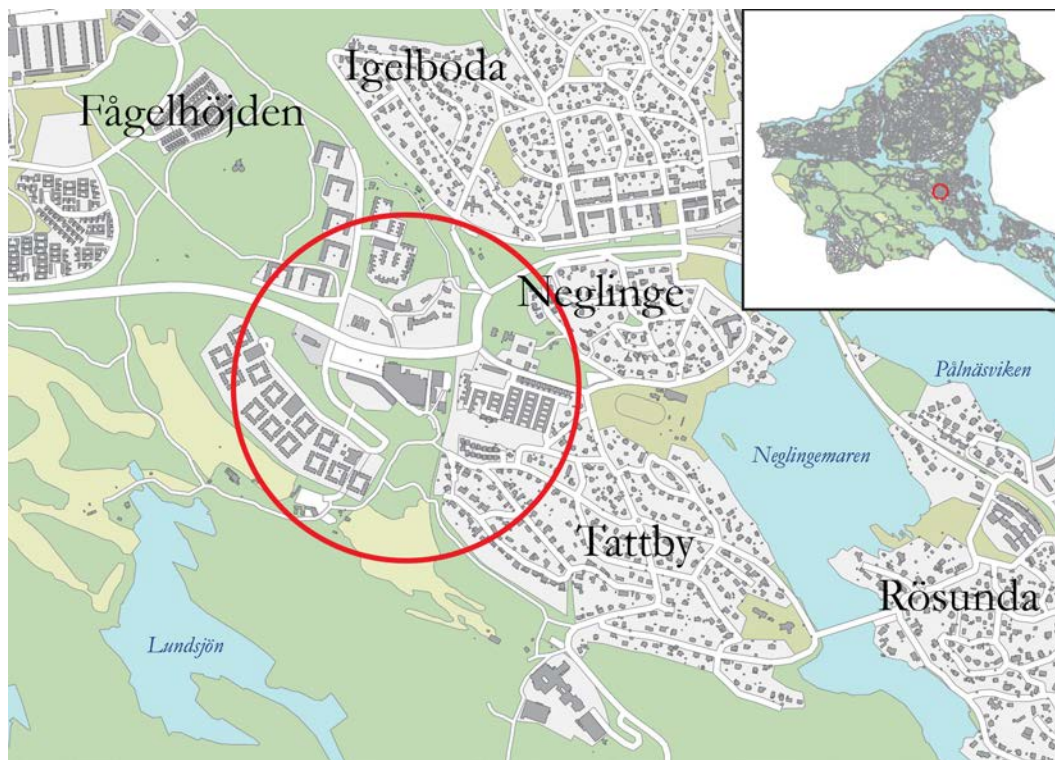 Igelboda
Fågelhöjden
Neglinge
Pålnäsviken
Neglingemaren
Tattby
Rösunda
Lundsjön